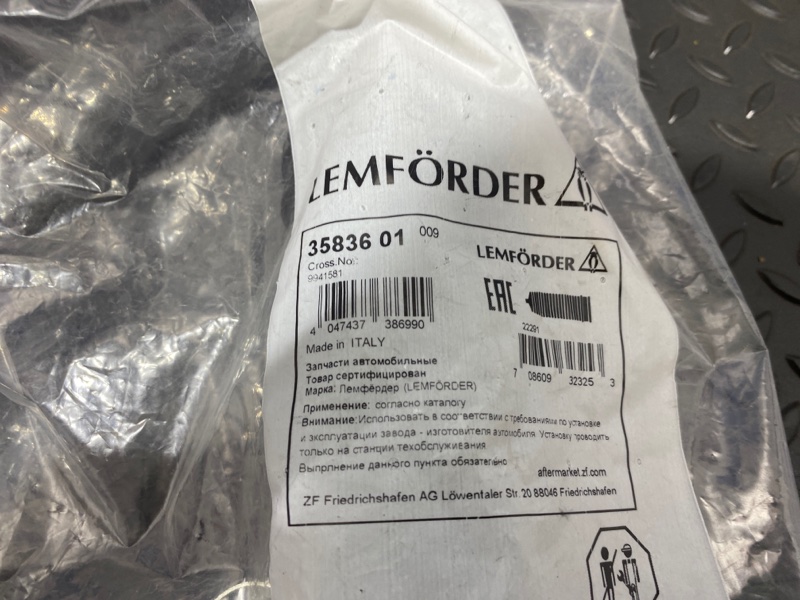 LEMFÖRDER
35836 01 009
Cross.No.:
9941581
LEMFÖRDER
®
EAC
22291
4 047437 386990
7 08609 32325 3
Made in ITALY
Запчасти автомобильные
Товар сертифицирован
Марка: Лемфёрдер (LEMFÖRDER)
Применение: согласно каталогу
Внимание: Использовать в соответствии с требованиями по установке
и эксплуатации завода - изготовителя автомобиля. Установку проводить
только на станции техобслуживания
Выпрлнение данного пункта обязательно
aftermarket.zf.com
ZF Friedrichshafen AG Löwentaler Str. 20 88046 Friedrichshafen